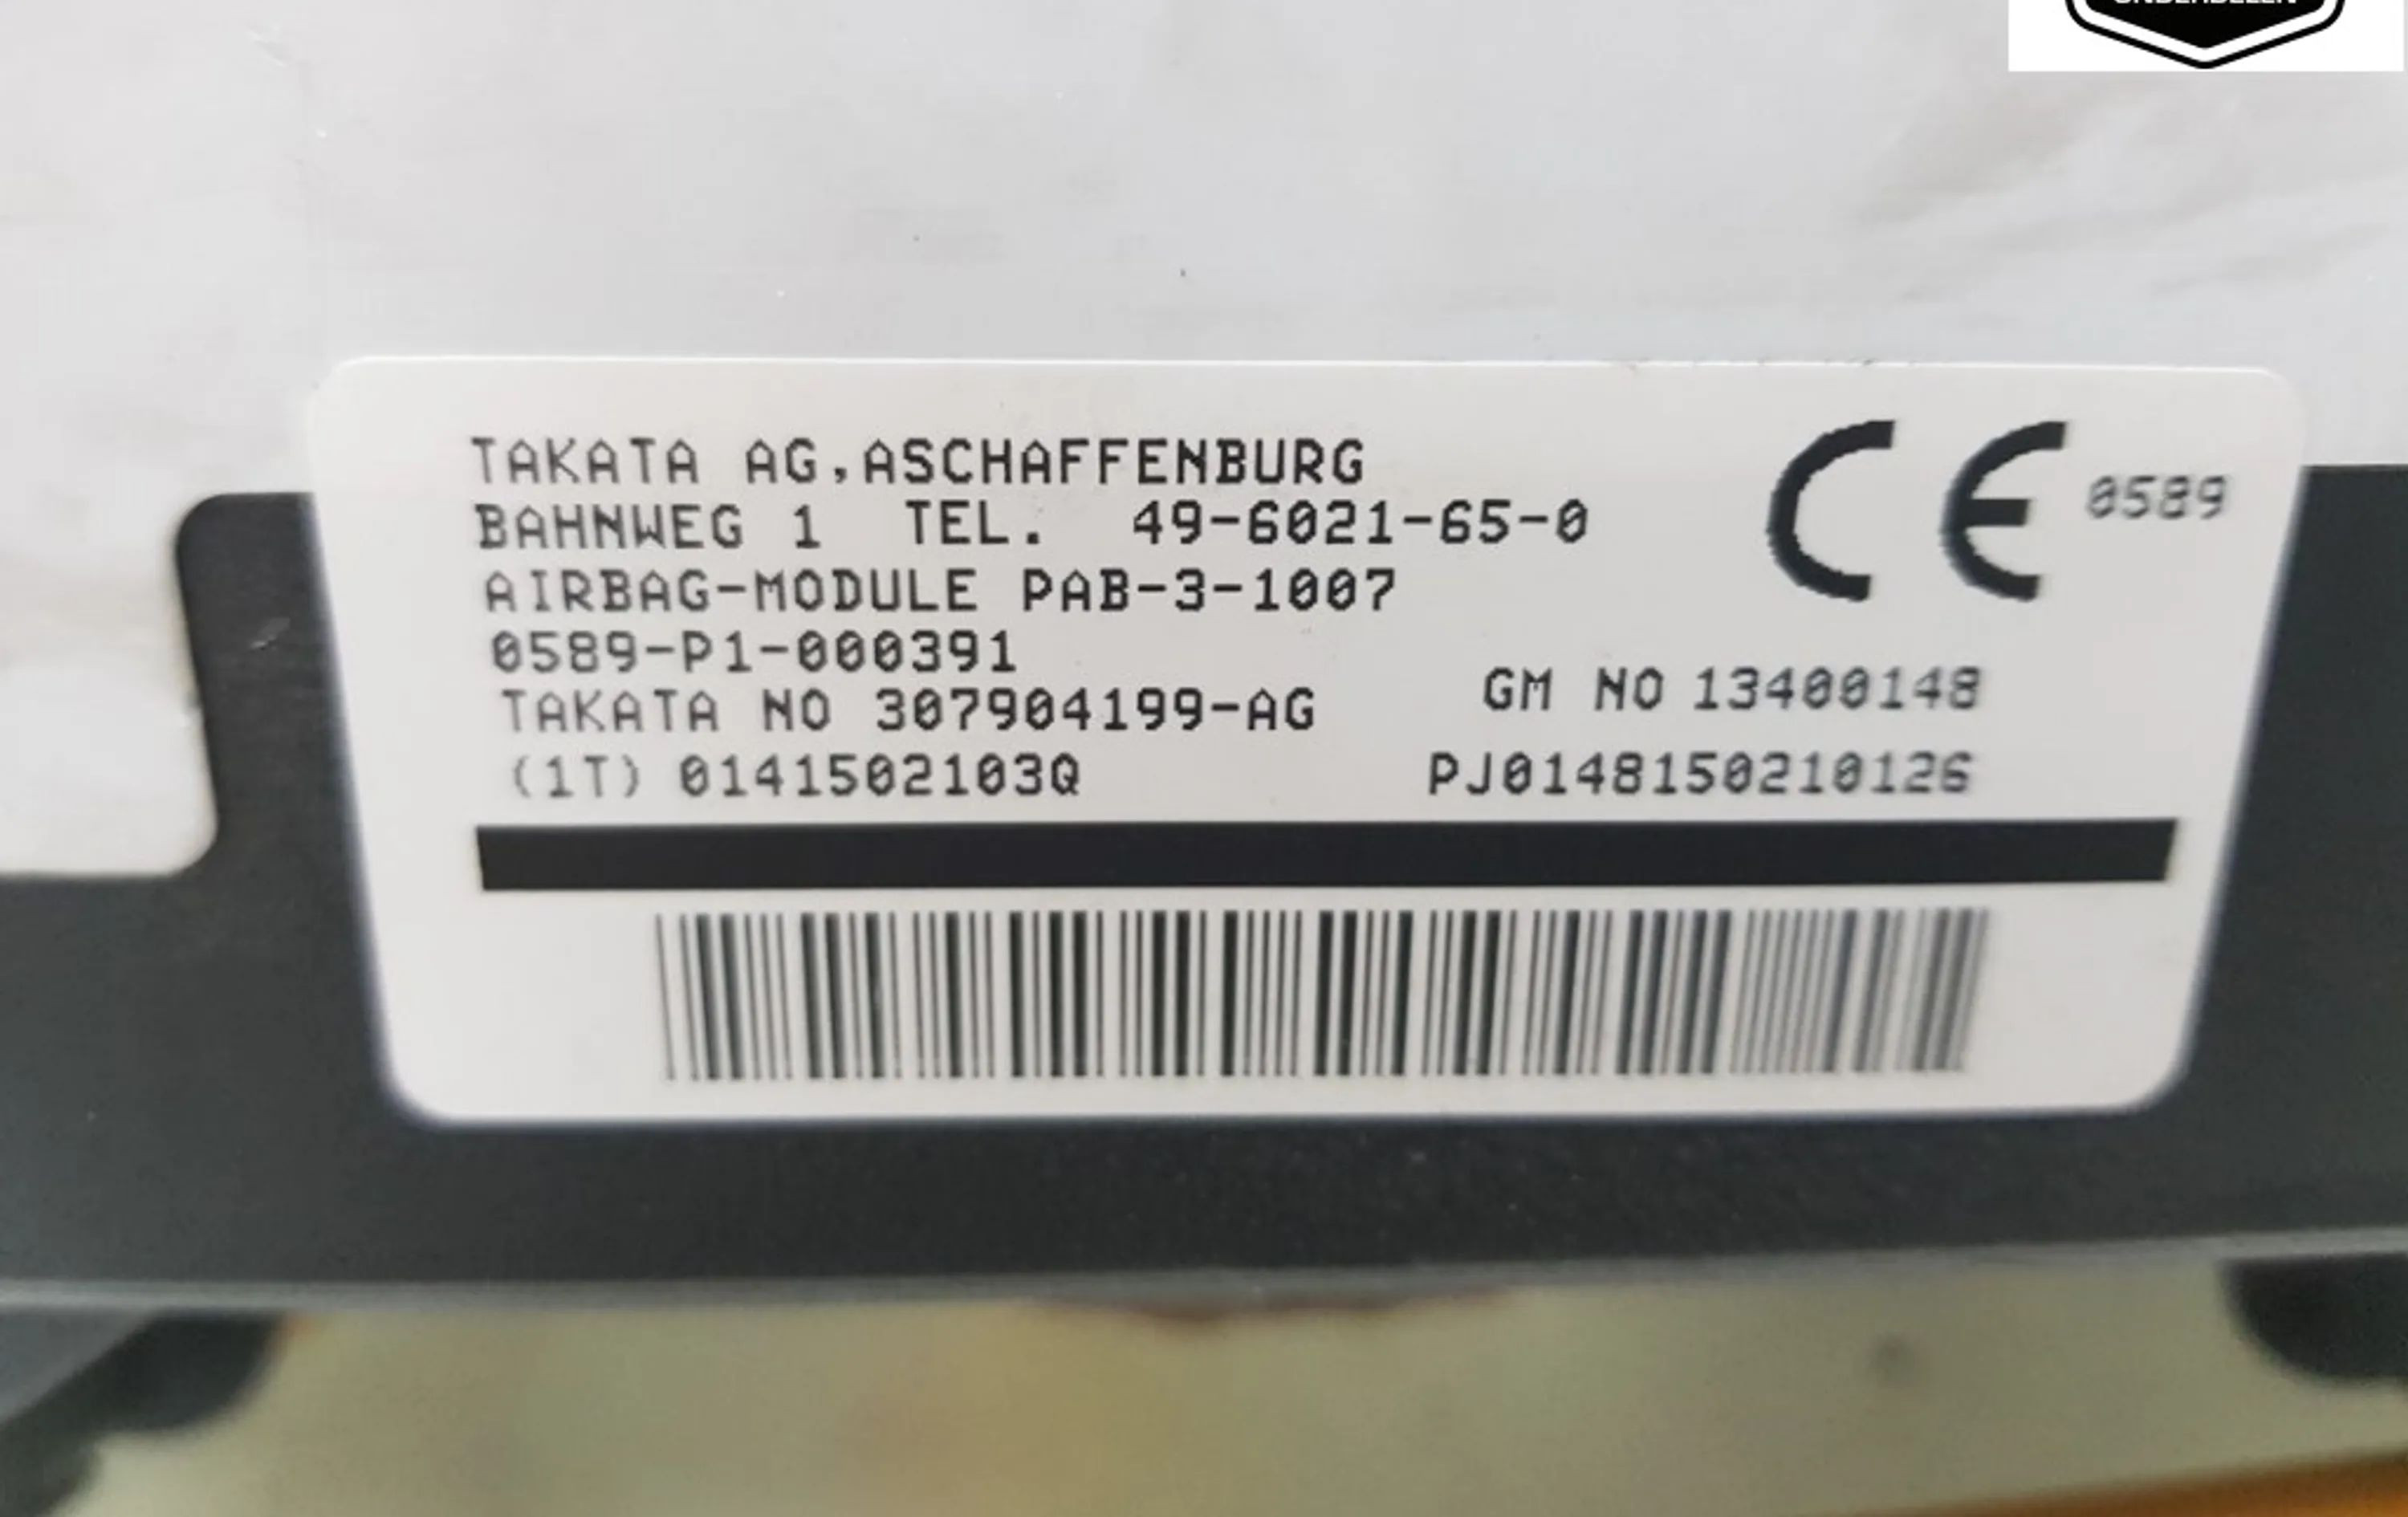 ONDERDELEN
TAKATA AG,ASCHAFFENBURG
BAHNWEG 1 TEL. 49-6021-65-0
AIRBAG-MODULE PAB-3-1007
0589-P1-000391
TAKATA NO 307904199-AG
(1T) 0141502103Q
CE 0589
GM NO 13400148
PJ0148150210126